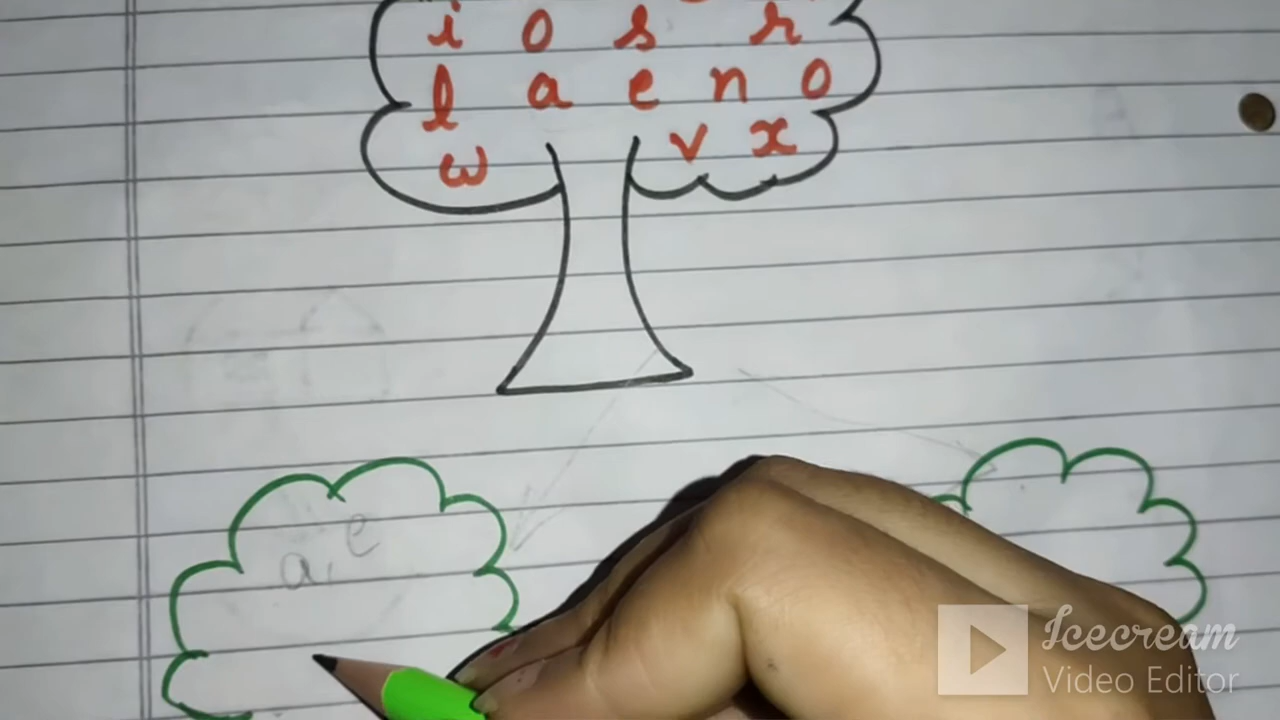 i o s r
l a e n o
w v x
a, e
Icecream
Video Editor